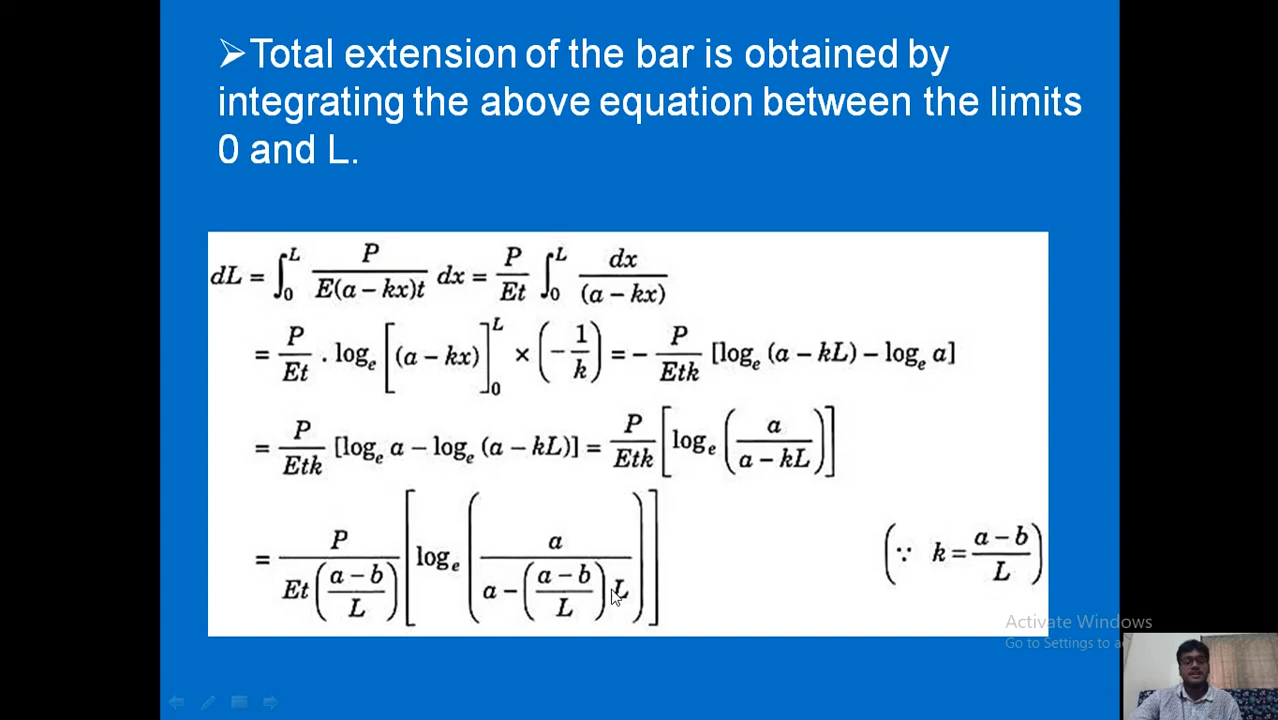 ➢Total extension of the bar is obtained by
integrating the above equation between the limits
0 and L.
dL = ∫₀ᴸ P / E(a – kx)t dx = P / Et ∫₀ᴸ dx / (a – kx)
= P / Et . logₑ [(a – kx)]₀ᴸ × (– 1 / k) = – P / Etk [logₑ (a – kL) – logₑ a]
= P / Etk [logₑ a – logₑ (a – kL)] = P / Etk [logₑ (a / a – kL)]
= P / Et((a – b) / L) [logₑ (a / a – ((a – b) / L) L)] (∵ k = a – b / L)
Activate Windows
Go to Settings to a